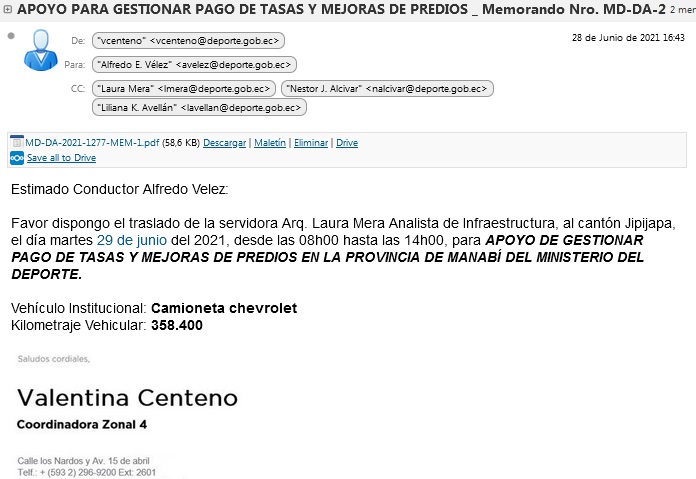 APOYO PARA GESTIONAR PAGO DE TASAS Y MEJORAS DE PREDIOS _ Memorando Nro. MD-DA-2 2 mer
De: "vcenteno" <vcenteno@deporte.gob.ec> 28 de Junio de 2021 16:43
Para: "Alfredo E. Vélez" <avelez@deporte.gob.ec>
CC: "Laura Mera" <lmera@deporte.gob.ec> "Nestor J. Alcivar" <nalcivar@deporte.gob.ec>
"Liliana K. Avellán" <lavellan@deporte.gob.ec>
MD-DA-2021-1277-MEM-1.pdf (58,6 KB) Descargar | Maletín | Eliminar | Drive
Save all to Drive
Estimado Conductor Alfredo Velez:
Favor dispongo el traslado de la servidora Arq. Laura Mera Analista de Infraestructura, al cantón Jipijapa,
el día martes 29 de junio del 2021, desde las 08h00 hasta las 14h00, para APOYO DE GESTIONAR
PAGO DE TASAS Y MEJORAS DE PREDIOS EN LA PROVINCIA DE MANABÍ DEL MINISTERIO DEL
DEPORTE.
Vehículo Institucional: Camioneta chevrolet
Kilometraje Vehicular: 358.400
Saludos cordiales,
Valentina Centeno
Coordinadora Zonal 4
Calle los Nardos y Av. 15 de abril
Telf.: + (593 2) 296-9200 Ext: 2601